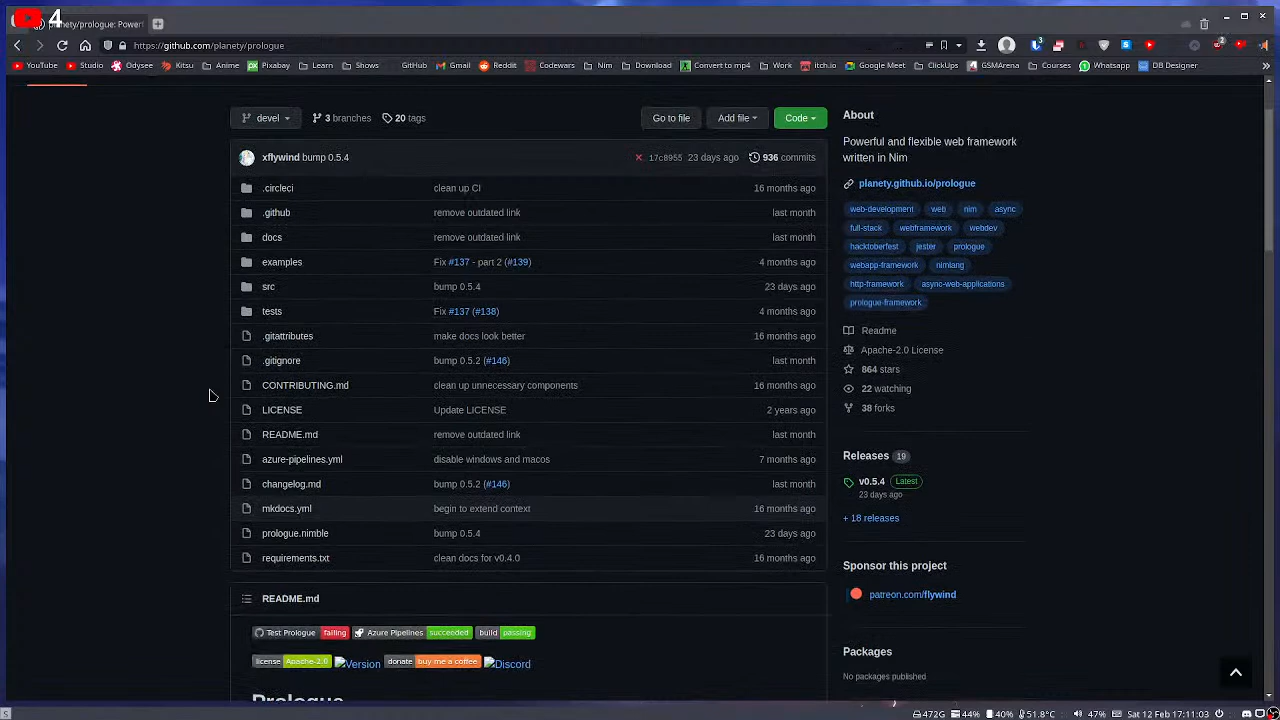 4
planety/prologue: Powerf
https://github.com/planety/prologue
3
2
YouTube
Studio
Odysee
Kitsu
Anime
Pixabay
Learn
Shows
GitHub
Email
Reddit
Codewars
Nim
Download
Convert to mp4
Work
itch.io
Google Meet
ClickUps
GSMArena
Courses
Whatsapp
DB Designer
devel
3 branches
20 tags
Go to file
Add file
Code
xflywind bump 0.5.4
17c8955 23 days ago
936 commits
.circleci clean up CI 16 months ago
.github remove outdated link last month
docs remove outdated link last month
examples Fix #137 - part 2 (#139) 4 months ago
src bump 0.5.4 23 days ago
tests Fix #137 (#138) 4 months ago
.gitattributes make docs look better 16 months ago
.gitignore bump 0.5.2 (#146) last month
CONTRIBUTING.md clean up unnecessary components 16 months ago
LICENSE Update LICENSE 2 years ago
README.md remove outdated link last month
azure-pipelines.yml disable windows and macos 7 months ago
changelog.md bump 0.5.2 (#146) last month
mkdocs.yml begin to extend context 16 months ago
prologue.nimble bump 0.5.4 23 days ago
requirements.txt clean docs for v0.4.0 16 months ago
README.md
Test Prologue failing Azure Pipelines succeeded build passing
license Apache-2.0 Version donate buy me a coffee Discord
Prologue
About
Powerful and flexible web framework
written in Nim
planety.github.io/prologue
web-development web nim async
full-stack webframework webdev
hacktoberfest jester prologue
webapp-framework nimlang
http-framework async-web-applications
prologue-framework
Readme
Apache-2.0 License
864 stars
22 watching
38 forks
Releases 19
v0.5.4 Latest
23 days ago
+ 18 releases
Sponsor this project
patreon.com/flywind
Packages
No packages published
S
472G 44% 40% 51.8°C 47% Sat 12 Feb 17:11:03